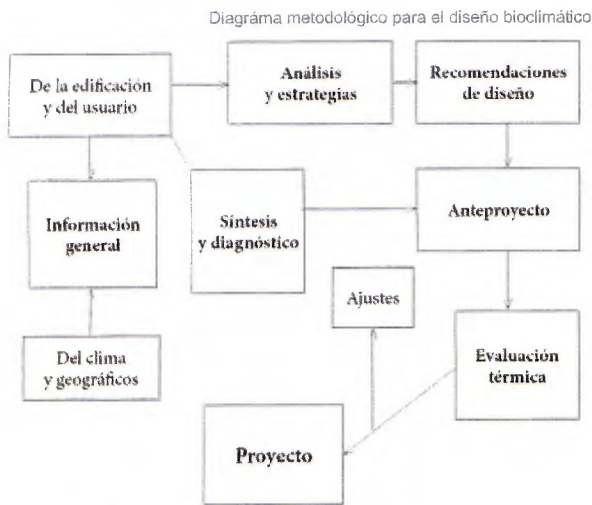 Diagráma metodológico para el diseño bioclimático
De la edificación
y del usuario
Análisis
y estrategias
Recomendaciones
de diseño
Información
general
Síntesis
y diagnóstico
Anteproyecto
Ajustes
Del clima
y geográficos
Evaluación
térmica
Proyecto